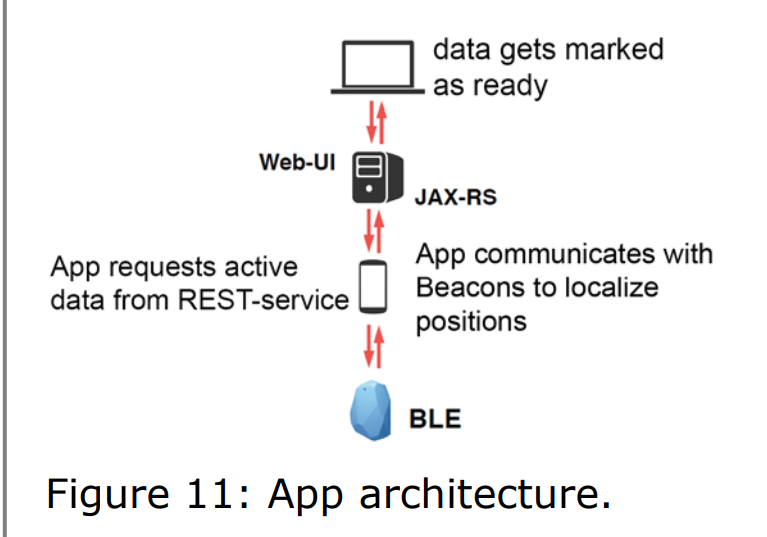 data gets marked
as ready
Web-UI
JAX-RS
App requests active
data from REST-service
App communicates with
Beacons to localize
positions
BLE
Figure 11: App architecture.